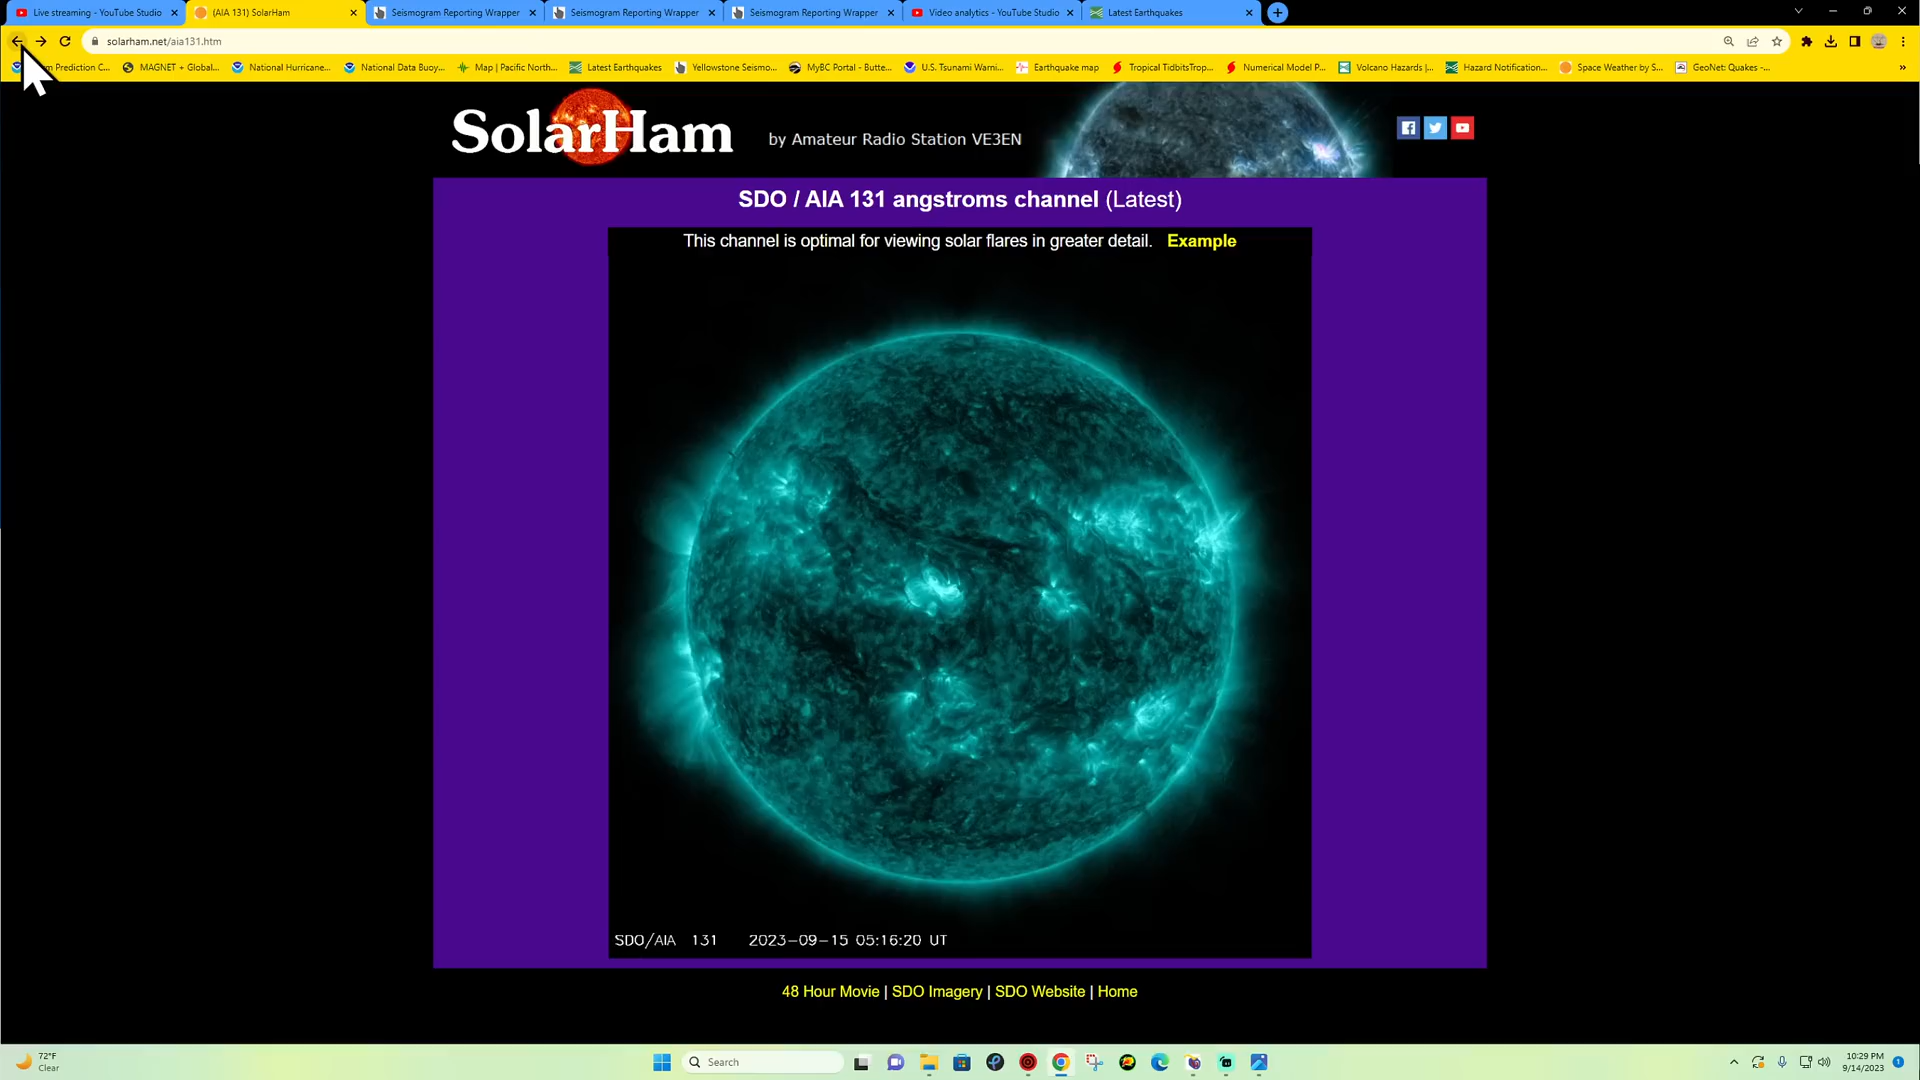 Live streaming - YouTube Studio
(AIA 131) SolarHam
Seismogram Reporting Wrapper
Seismogram Reporting Wrapper
Seismogram Reporting Wrapper
Video analytics - YouTube Studio
Latest Earthquakes
solarham.net/aia131.htm
Prediction C...
MAGNET + Global...
National Hurricane...
National Data Buoy...
Map | Pacific North...
Latest Earthquakes
Yellowstone Seismo...
MyBC Portal - Butte...
U.S. Tsunami Warni...
Earthquake map
Tropical TidbitsTrop...
Numerical Model P...
Volcano Hazards |...
Hazard Notification...
Space Weather by S...
GeoNet: Quakes -...
SolarHam
by Amateur Radio Station VE3EN
SDO / AIA 131 angstroms channel (Latest)
This channel is optimal for viewing solar flares in greater detail. Example
SDO/AIA 131 2023-09-15 05:16:20 UT
48 Hour Movie | SDO Imagery | SDO Website | Home
72°F
Clear
Search
10:29 PM
9/14/2023
1